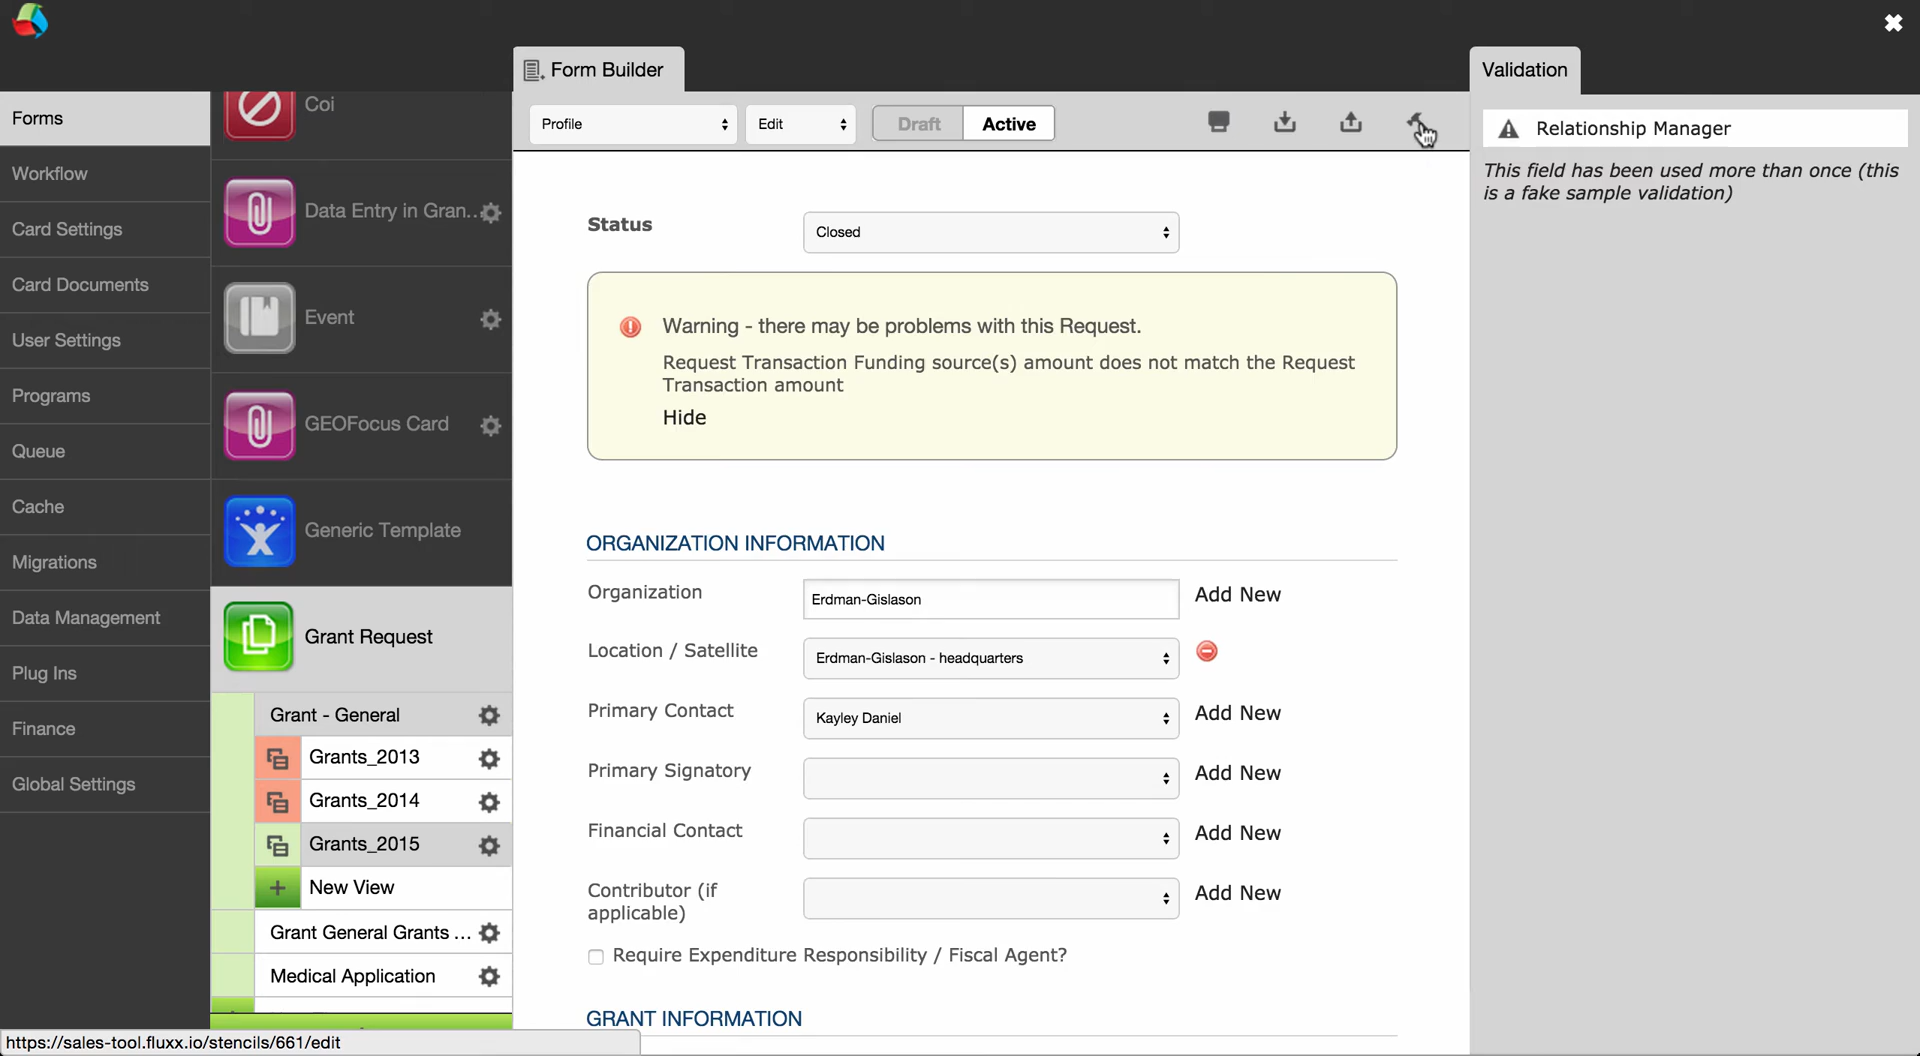 Form Builder
Validation
Forms
Workflow
Card Settings
Card Documents
User Settings
Programs
Queue
Cache
Migrations
Data Management
Plug Ins
Finance
Global Settings
Coi
Data Entry in Gran...
Event
GEOFocus Card
Generic Template
Grant Request
Grant - General
Grants_2013
Grants_2014
Grants_2015
New View
Grant General Grants ...
Medical Application
Profile
Edit
Draft
Active
Status
Closed
Warning - there may be problems with this Request.
Request Transaction Funding source(s) amount does not match the Request
Transaction amount
Hide
ORGANIZATION INFORMATION
Organization
Erdman-Gislason
Add New
Location / Satellite
Erdman-Gislason - headquarters
Primary Contact
Kayley Daniel
Add New
Primary Signatory
Add New
Financial Contact
Add New
Contributor (if
applicable)
Add New
Require Expenditure Responsibility / Fiscal Agent?
GRANT INFORMATION
Relationship Manager
This field has been used more than once (this
is a fake sample validation)
https://sales-tool.fluxx.io/stencils/661/edit